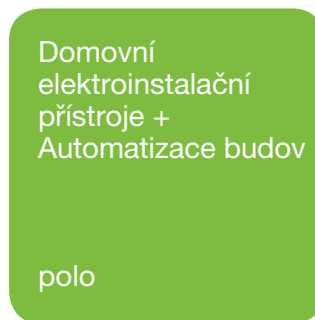 Domovní
elektroinstalační
přístroje +
Automatizace budov
polo